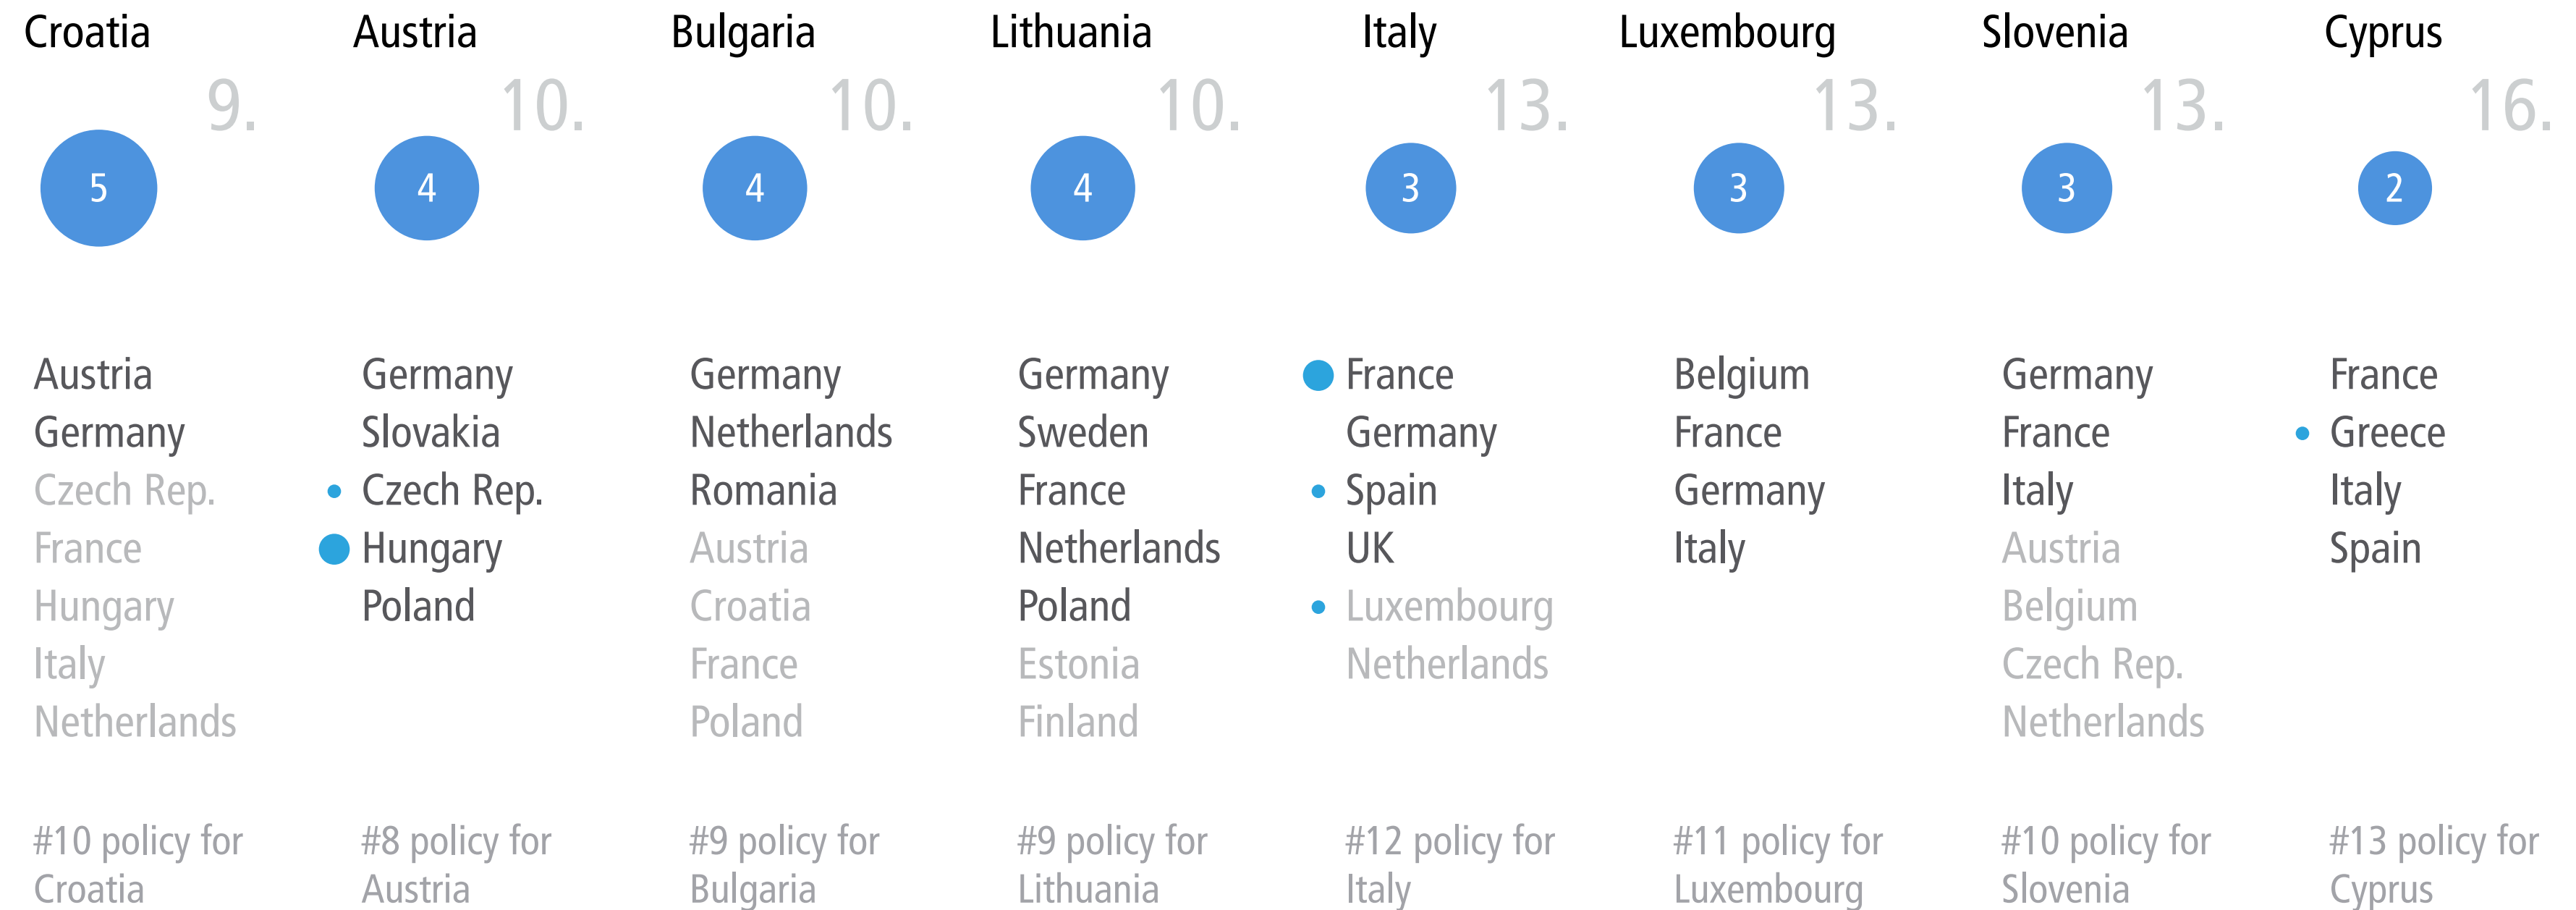 Croatia Austria Bulgaria Lithuania Italy Luxembourg Slovenia Cyprus
9. 10. 10. 10. 13. 13. 13. 16.
5 4 4 4 3 3 3 2
Austria Germany Germany Germany France Belgium Germany France
Germany Slovakia Netherlands Sweden Germany France France Greece
Czech Rep. Czech Rep. Romania France Spain Germany Italy Italy
France Hungary Austria Netherlands UK Italy Austria Spain
Hungary Poland Croatia Poland Luxembourg Belgium
Italy France Estonia Netherlands Czech Rep.
Netherlands Poland Finland Netherlands
#10 policy for #8 policy for #9 policy for #9 policy for #12 policy for #11 policy for #10 policy for #13 policy for
Croatia Austria Bulgaria Lithuania Italy Luxembourg Slovenia Cyprus